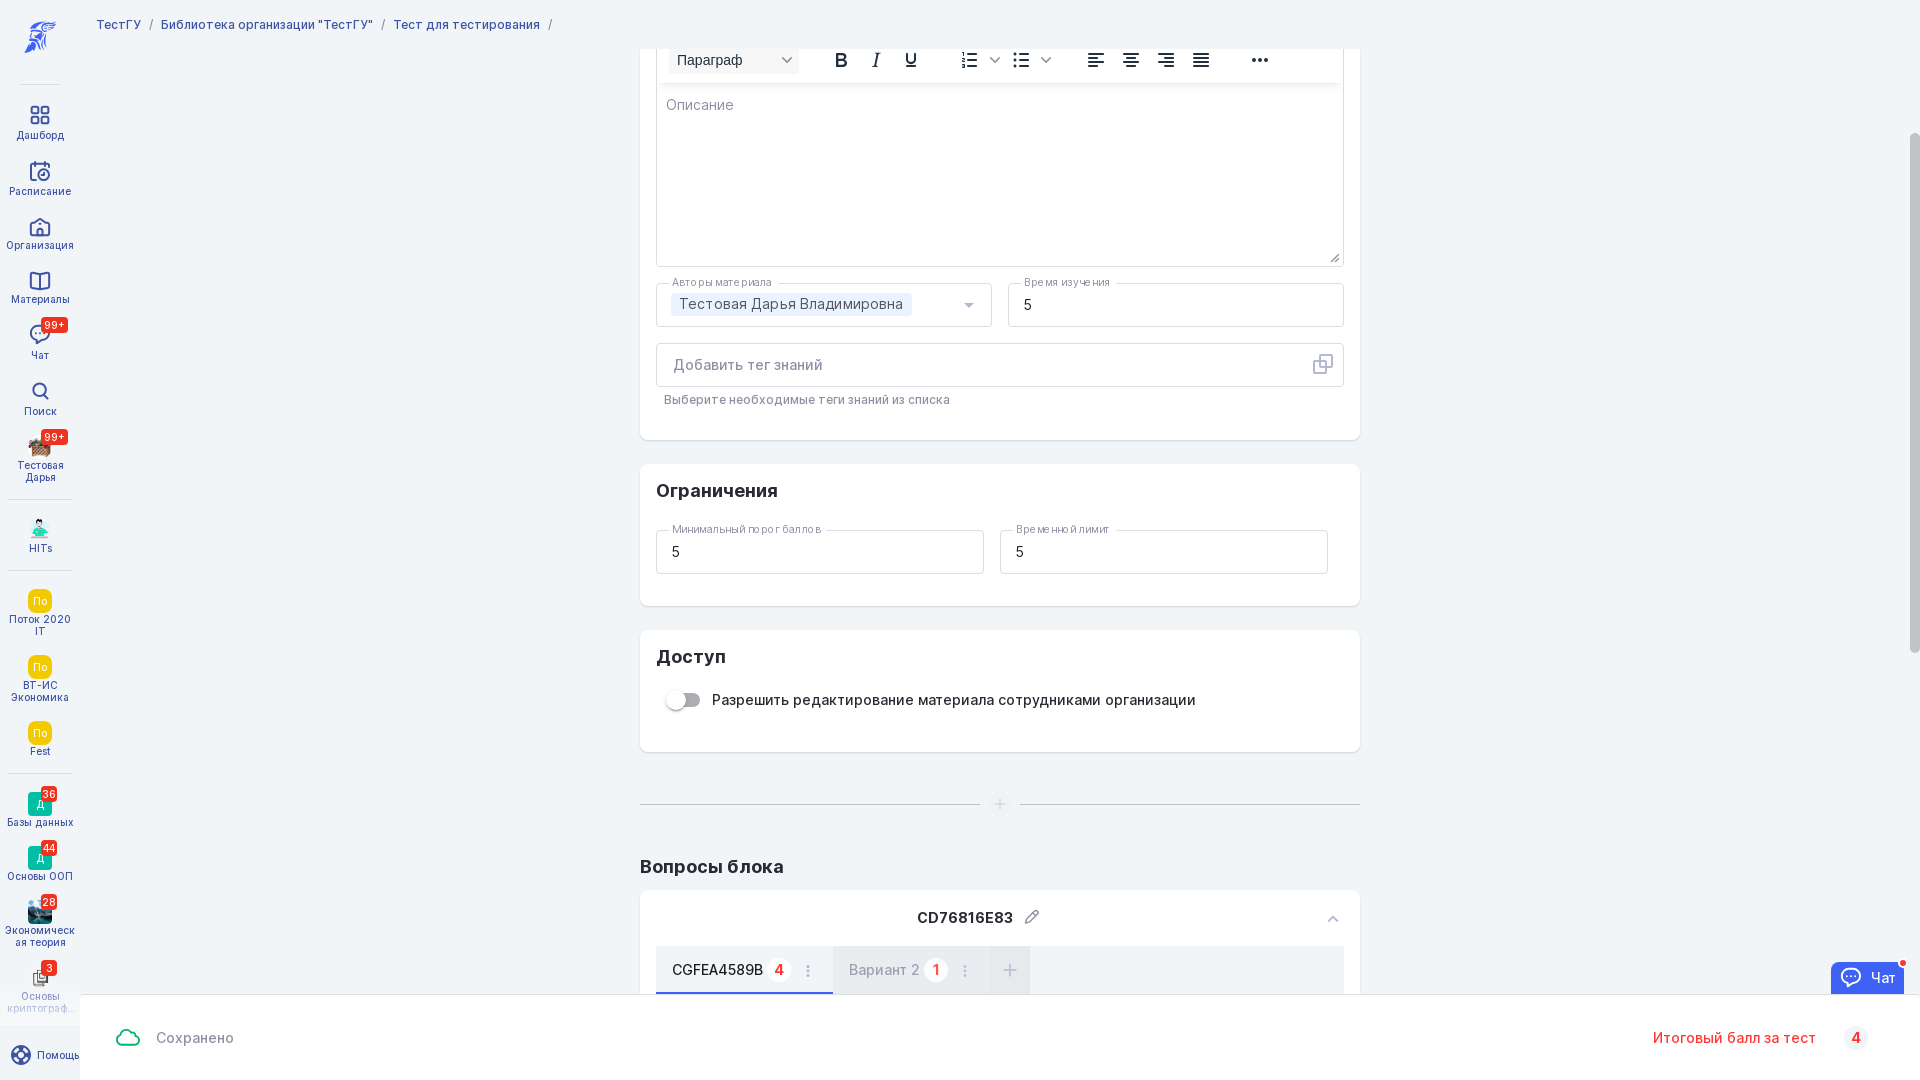 ТестГУ / Библиотека организации "ТестГУ" / Тест для тестирования /
Дашборд
Расписание
Организация
Материалы
99+
Чат
Поиск
99+
Тестовая
Дарья
HITs
По
Поток 2020
IT
По
ВТ-ИС
Экономика
По
Fest
36
Д
Базы данных
44
Д
Основы ООП
28
Экономическ
ая теория
3
Основы
криптограф...
Помощь
Параграф
B I U
Описание
Авторы материала
Тестовая Дарья Владимировна
Время изучения
5
Добавить тег знаний
Выберите необходимые теги знаний из списка
Ограничения
Минимальный порог баллов
5
Временной лимит
5
Доступ
Разрешить редактирование материала сотрудниками организации
Вопросы блока
CD76816E83
CGFEA4589B 4
Вариант 2 1
Чат
Сохранено
Итоговый балл за тест 4